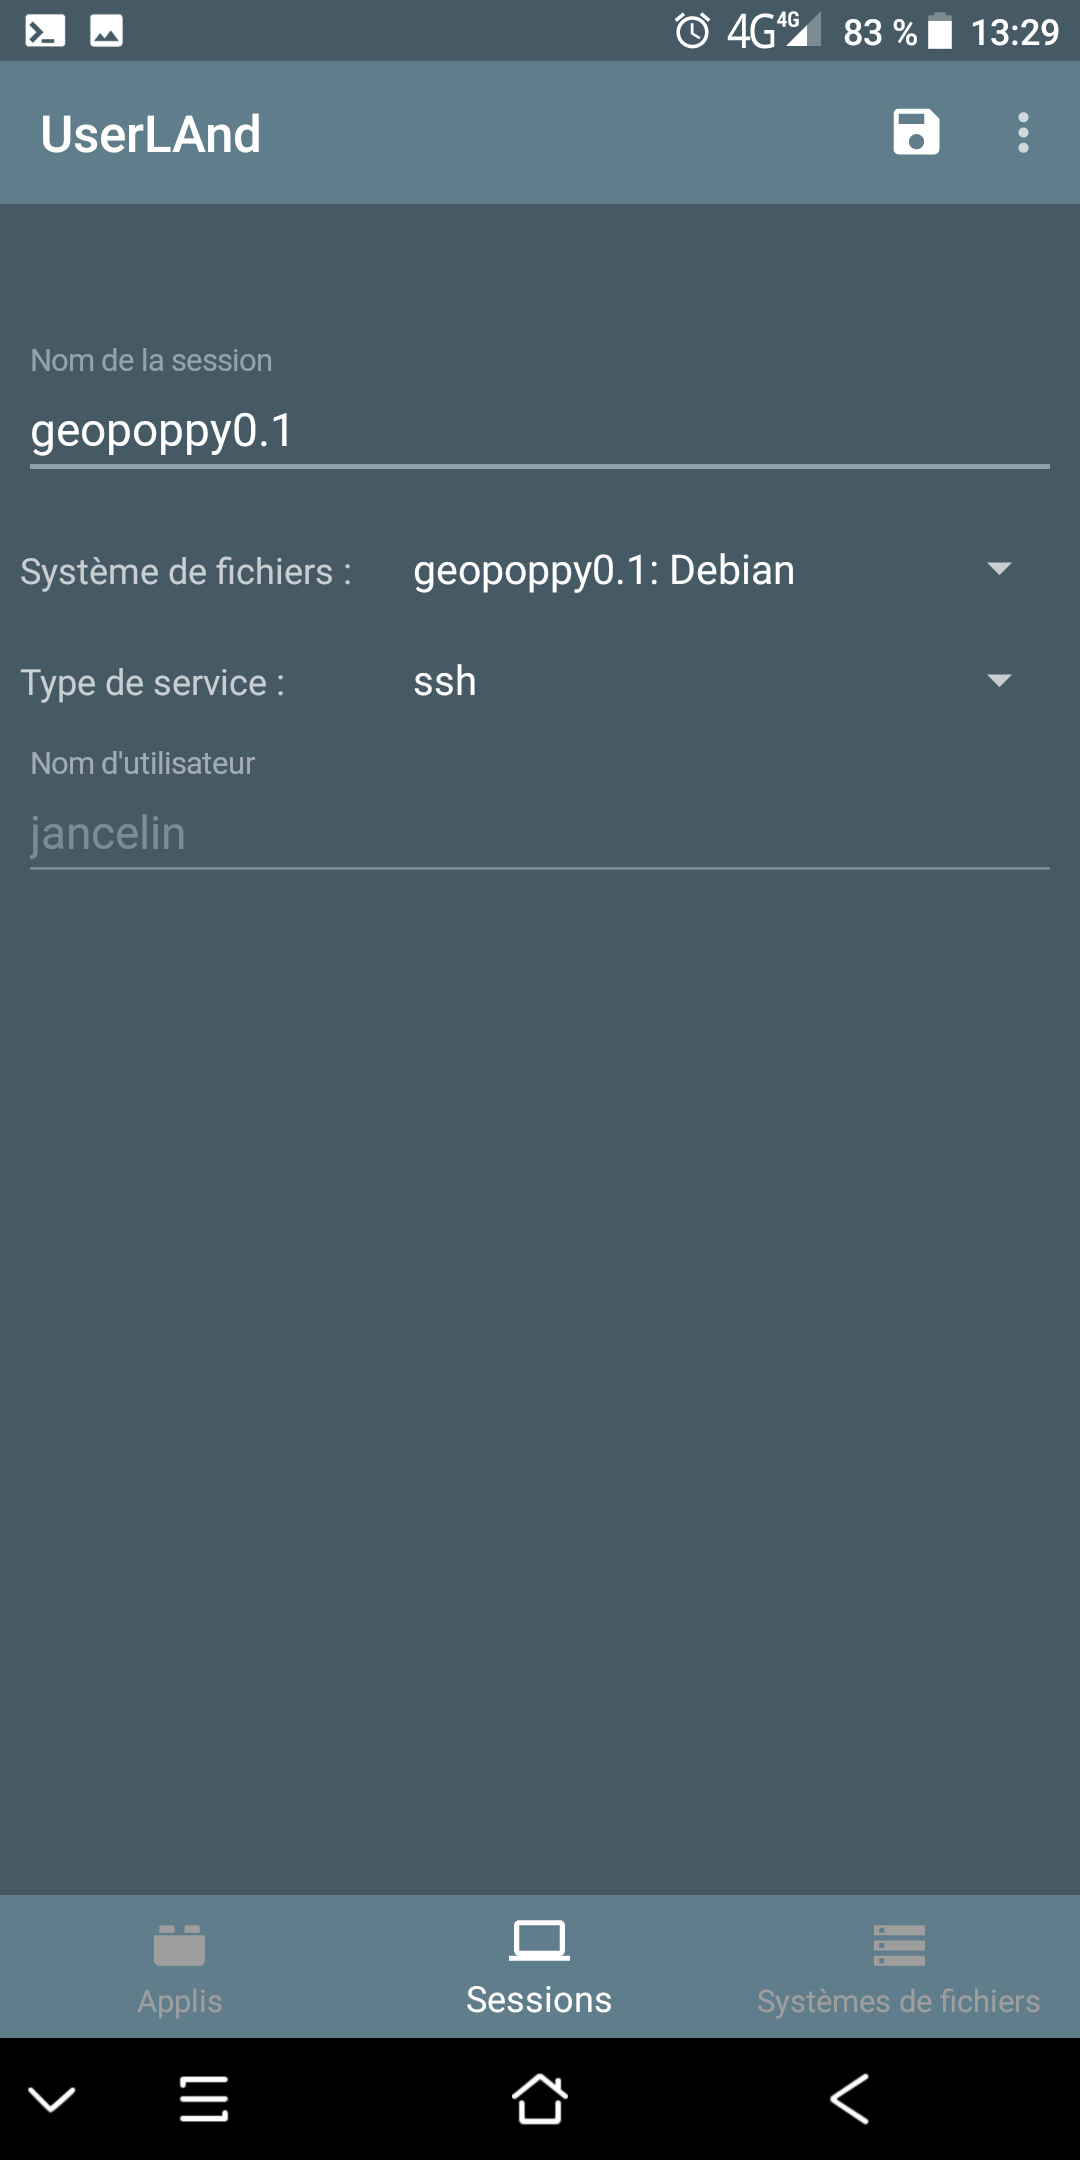 4G 4G 83 % 13:29
UserLAnd
Nom de la session
geopoppy0.1
Système de fichiers : geopoppy0.1: Debian
Type de service : ssh
Nom d'utilisateur
jancelin
Applis Sessions Systèmes de fichiers